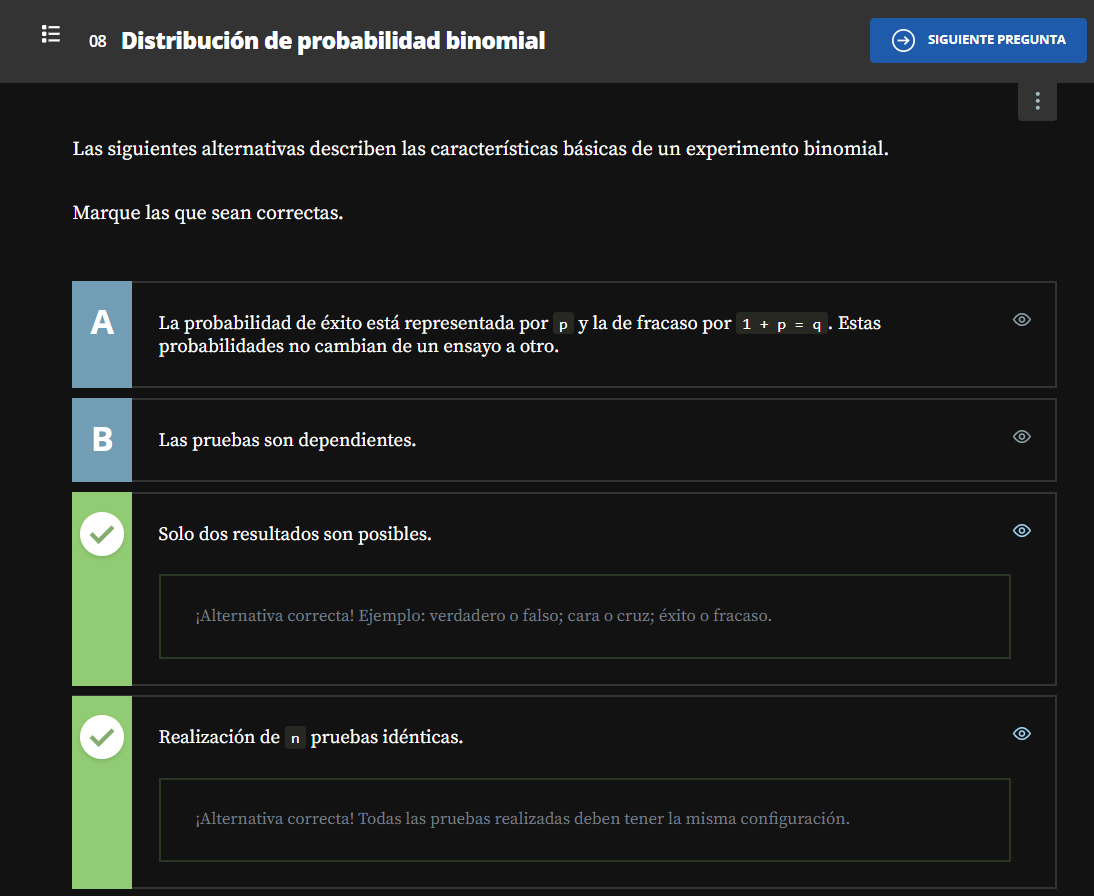 08 Distribución de probabilidad binomial
SIGUIENTE PREGUNTA
Las siguientes alternativas describen las características básicas de un experimento binomial.
Marque las que sean correctas.
A
La probabilidad de éxito está representada por p y la de fracaso por 1 + p = q. Estas
probabilidades no cambian de un ensayo a otro.
B
Las pruebas son dependientes.
Solo dos resultados son posibles.
¡Alternativa correcta! Ejemplo: verdadero o falso; cara o cruz; éxito o fracaso.
Realización de n pruebas idénticas.
¡Alternativa correcta! Todas las pruebas realizadas deben tener la misma configuración.